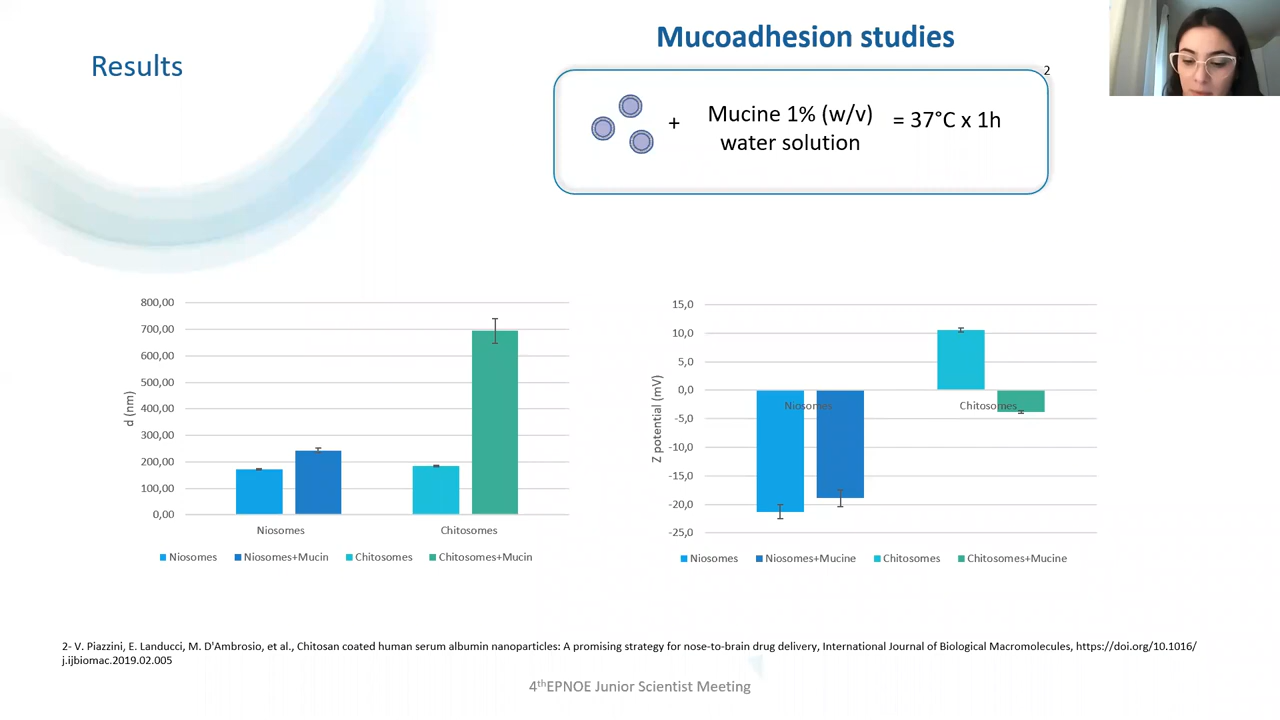 Results
Mucoadhesion studies
2
+
Mucine 1% (w/v)
water solution
= 37°C x 1h
800,00
700,00
600,00
500,00
400,00
300,00
200,00
100,00
0,00
d (nm)
Niosomes
Chitosomes
Niosomes
Niosomes+Mucin
Chitosomes
Chitosomes+Mucin
15,0
10,0
5,0
0,0
-5,0
-10,0
-15,0
-20,0
-25,0
Z potential (mV)
Niosomes
Chitosomes
Niosomes
Niosomes+Mucine
Chitosomes
Chitosomes+Mucine
2- V. Piazzini, E. Landucci, M. D'Ambrosio, et al., Chitosan coated human serum albumin nanoparticles: A promising strategy for nose-to-brain drug delivery, International Journal of Biological Macromolecules, https://doi.org/10.1016/
j.ijbiomac.2019.02.005
4thEPNOE Junior Scientist Meeting